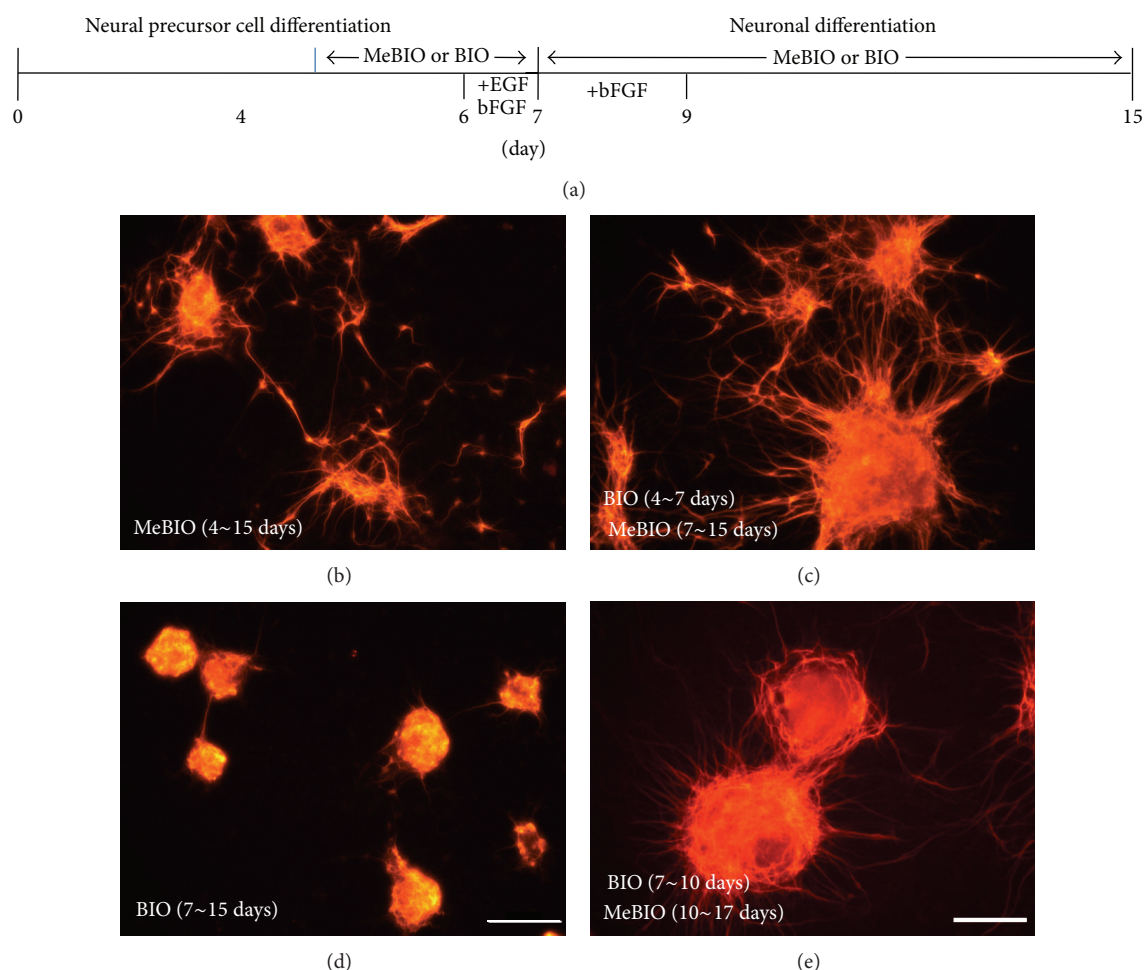 Neural precursor cell differentiation
Neuronal differentiation
MeBIO or BIO
MeBIO or BIO
+EGF
bFGF
+bFGF
0 4 6 7 9 15
(day)
(a)
MeBIO (4~15 days)
BIO (4~7 days)
MeBIO (7~15 days)
(b)
(c)
BIO (7~15 days)
BIO (7~10 days)
MeBIO (10~17 days)
(d)
(e)